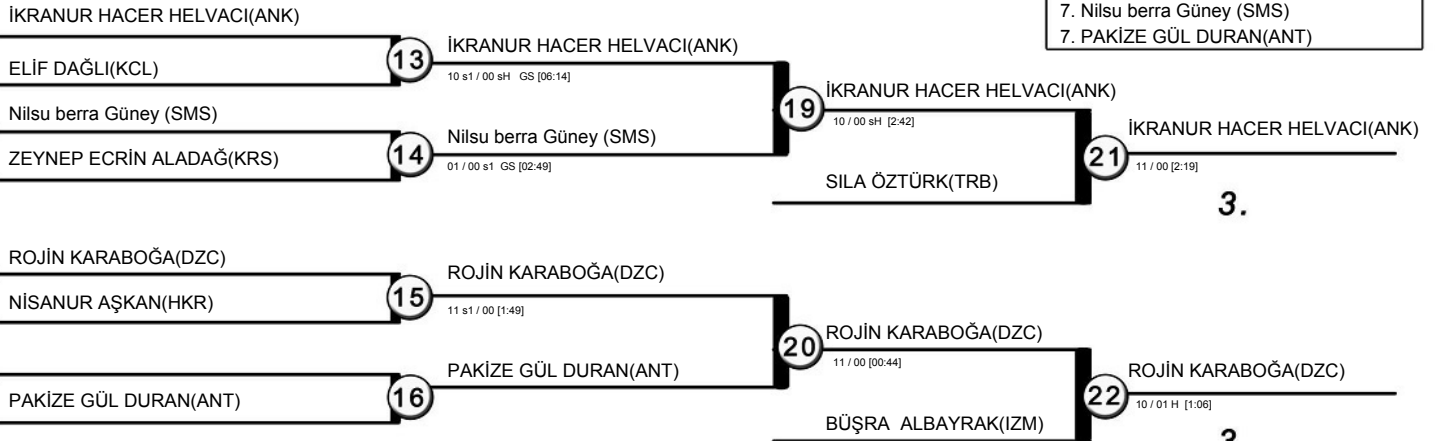 İKRANUR HACER HELVACI(ANK)
ELİF DAĞLI(KCL)
13
İKRANUR HACER HELVACI(ANK)
10 s1 / 00 sH GS [06:14]
Nilsu berra Güney (SMS)
ZEYNEP ECRİN ALADAĞ(KRS)
14
Nilsu berra Güney (SMS)
01 / 00 s1 GS [02:49]
19
İKRANUR HACER HELVACI(ANK)
10 / 00 sH [2:42]
SILA ÖZTÜRK(TRB)
21
İKRANUR HACER HELVACI(ANK)
11 / 00 [2:19]
3.
7. Nilsu berra Güney (SMS)
7. PAKİZE GÜL DURAN(ANT)
ROJİN KARABOĞA(DZC)
NİSANUR AŞKAN(HKR)
15
ROJİN KARABOĞA(DZC)
11 s1 / 00 [1:49]
PAKİZE GÜL DURAN(ANT)
16
PAKİZE GÜL DURAN(ANT)
20
ROJİN KARABOĞA(DZC)
11 / 00 [00:44]
BÜŞRA ALBAYRAK(IZM)
22
ROJİN KARABOĞA(DZC)
10 / 01 H [1:06]